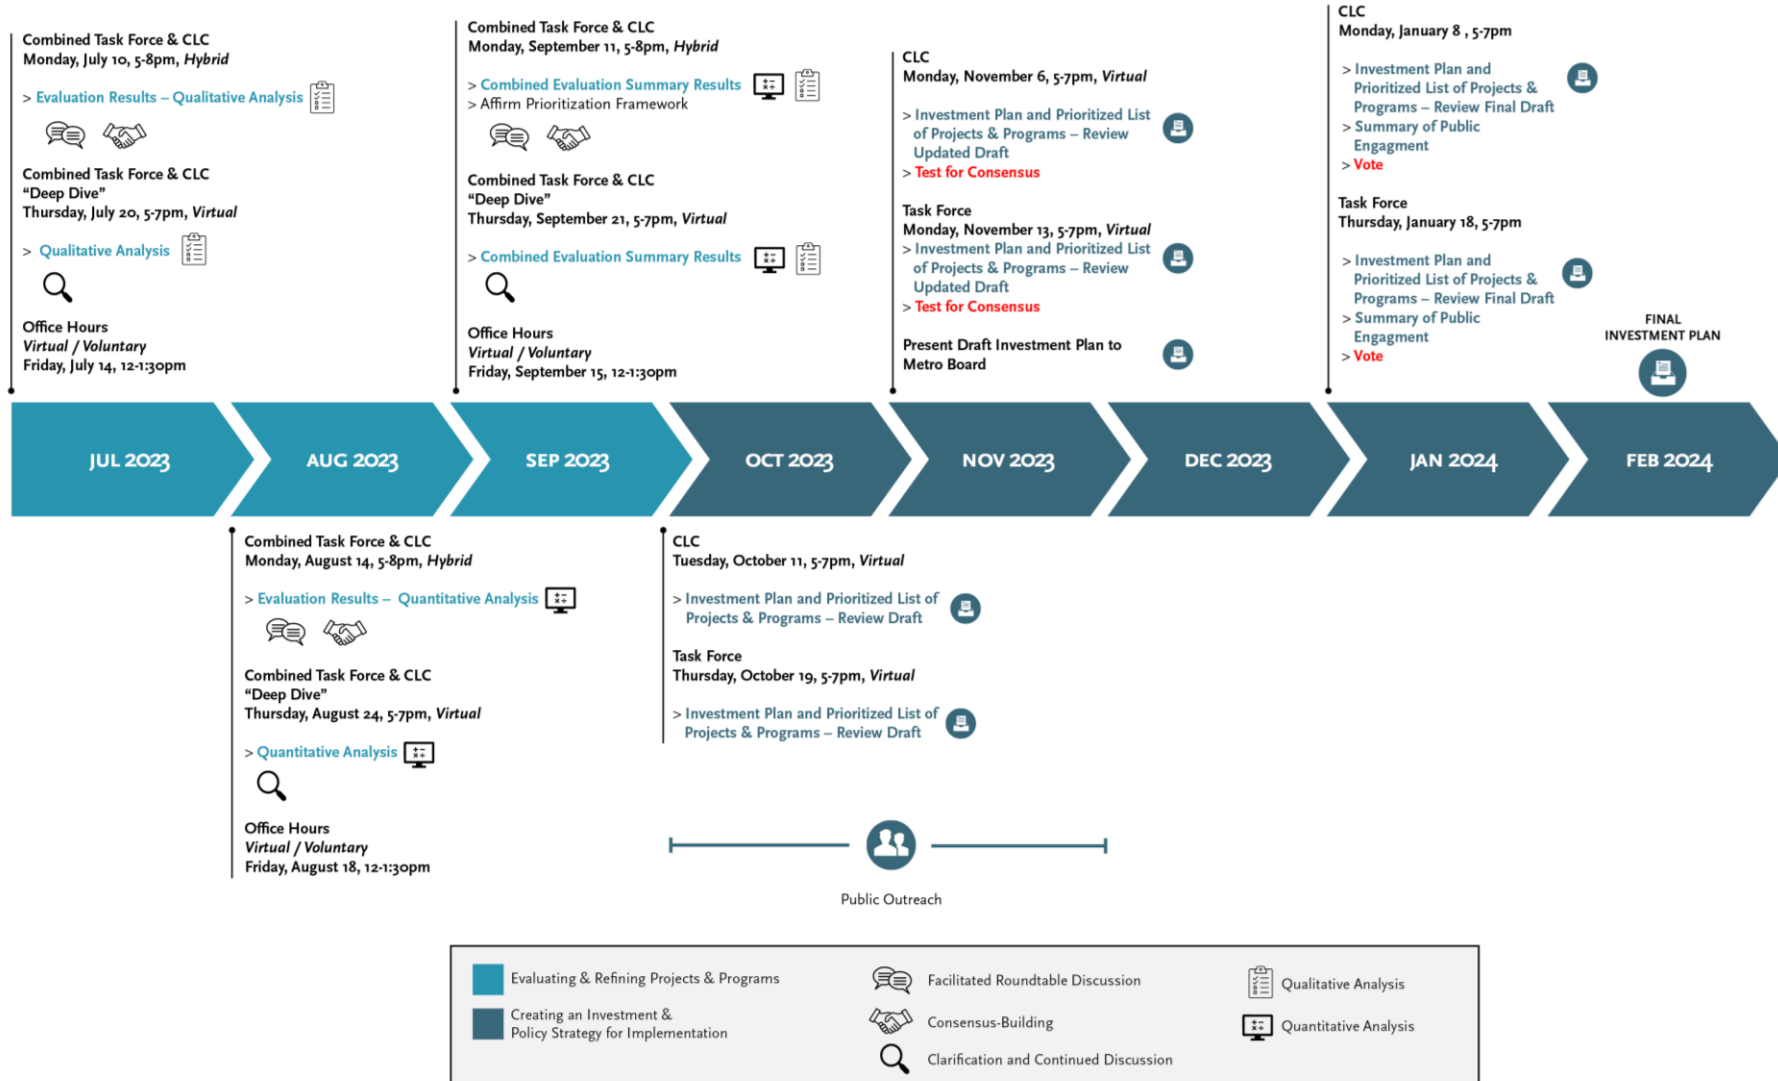 Combined Task Force & CLC
Monday, July 10, 5-8pm, Hybrid
> Evaluation Results – Qualitative Analysis
Combined Task Force & CLC
“Deep Dive”
Thursday, July 20, 5-7pm, Virtual
> Qualitative Analysis
Office Hours
Virtual / Voluntary
Friday, July 14, 12-1:30pm
Combined Task Force & CLC
Monday, September 11, 5-8pm, Hybrid
> Combined Evaluation Summary Results
> Affirm Prioritization Framework
Combined Task Force & CLC
“Deep Dive”
Thursday, September 21, 5-7pm, Virtual
> Combined Evaluation Summary Results
Office Hours
Virtual / Voluntary
Friday, September 15, 12-1:30pm
CLC
Monday, November 6, 5-7pm, Virtual
> Investment Plan and Prioritized List
of Projects & Programs – Review
Updated Draft
> Test for Consensus
Task Force
Monday, November 13, 5-7pm, Virtual
> Investment Plan and Prioritized List
of Projects & Programs – Review
Updated Draft
> Test for Consensus
Present Draft Investment Plan to
Metro Board
CLC
Monday, January 8 , 5-7pm
> Investment Plan and
Prioritized List of Projects &
Programs – Review Final Draft
> Summary of Public
Engagment
> Vote
Task Force
Thursday, January 18, 5-7pm
> Investment Plan and
Prioritized List of Projects &
Programs – Review Final Draft
> Summary of Public
Engagment
> Vote
FINAL
INVESTMENT PLAN
JUL 2023
AUG 2023
SEP 2023
OCT 2023
NOV 2023
DEC 2023
JAN 2024
FEB 2024
Combined Task Force & CLC
Monday, August 14, 5-8pm, Hybrid
> Evaluation Results – Quantitative Analysis
Combined Task Force & CLC
“Deep Dive”
Thursday, August 24, 5-7pm, Virtual
> Quantitative Analysis
Office Hours
Virtual / Voluntary
Friday, August 18, 12-1:30pm
CLC
Tuesday, October 11, 5-7pm, Virtual
> Investment Plan and Prioritized List of
Projects & Programs – Review Draft
Task Force
Thursday, October 19, 5-7pm, Virtual
> Investment Plan and Prioritized List of
Projects & Programs – Review Draft
Public Outreach
Evaluating & Refining Projects & Programs
Creating an Investment &
Policy Strategy for Implementation
Facilitated Roundtable Discussion
Consensus-Building
Clarification and Continued Discussion
Qualitative Analysis
Quantitative Analysis